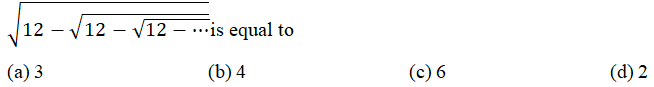 √12 − √12 − √12 − ⋯ is equal to
(a) 3 (b) 4 (c) 6 (d) 2